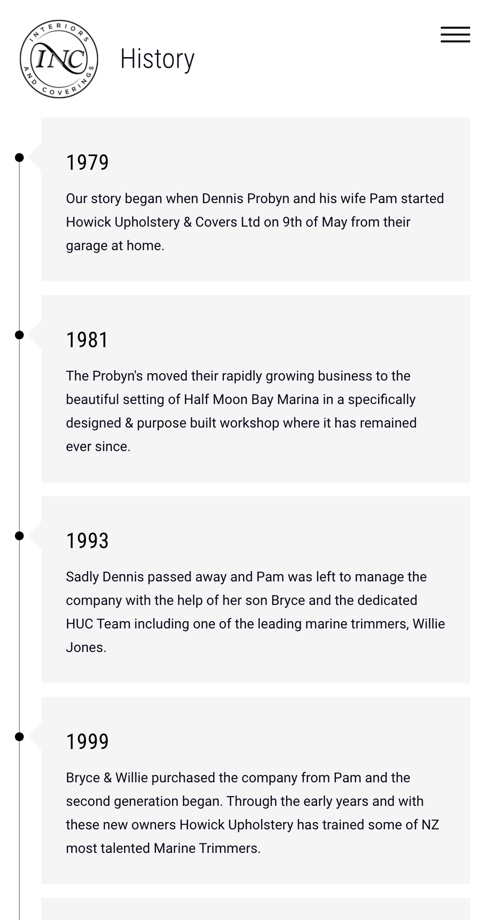 INTERIORS
INC
AND COVERINGS
History
1979
Our story began when Dennis Probyn and his wife Pam started
Howick Upholstery & Covers Ltd on 9th of May from their
garage at home.
1981
The Probyn's moved their rapidly growing business to the
beautiful setting of Half Moon Bay Marina in a specifically
designed & purpose built workshop where it has remained
ever since.
1993
Sadly Dennis passed away and Pam was left to manage the
company with the help of her son Bryce and the dedicated
HUC Team including one of the leading marine trimmers, Willie
Jones.
1999
Bryce & Willie purchased the company from Pam and the
second generation began. Through the early years and with
these new owners Howick Upholstery has trained some of NZ
most talented Marine Trimmers.